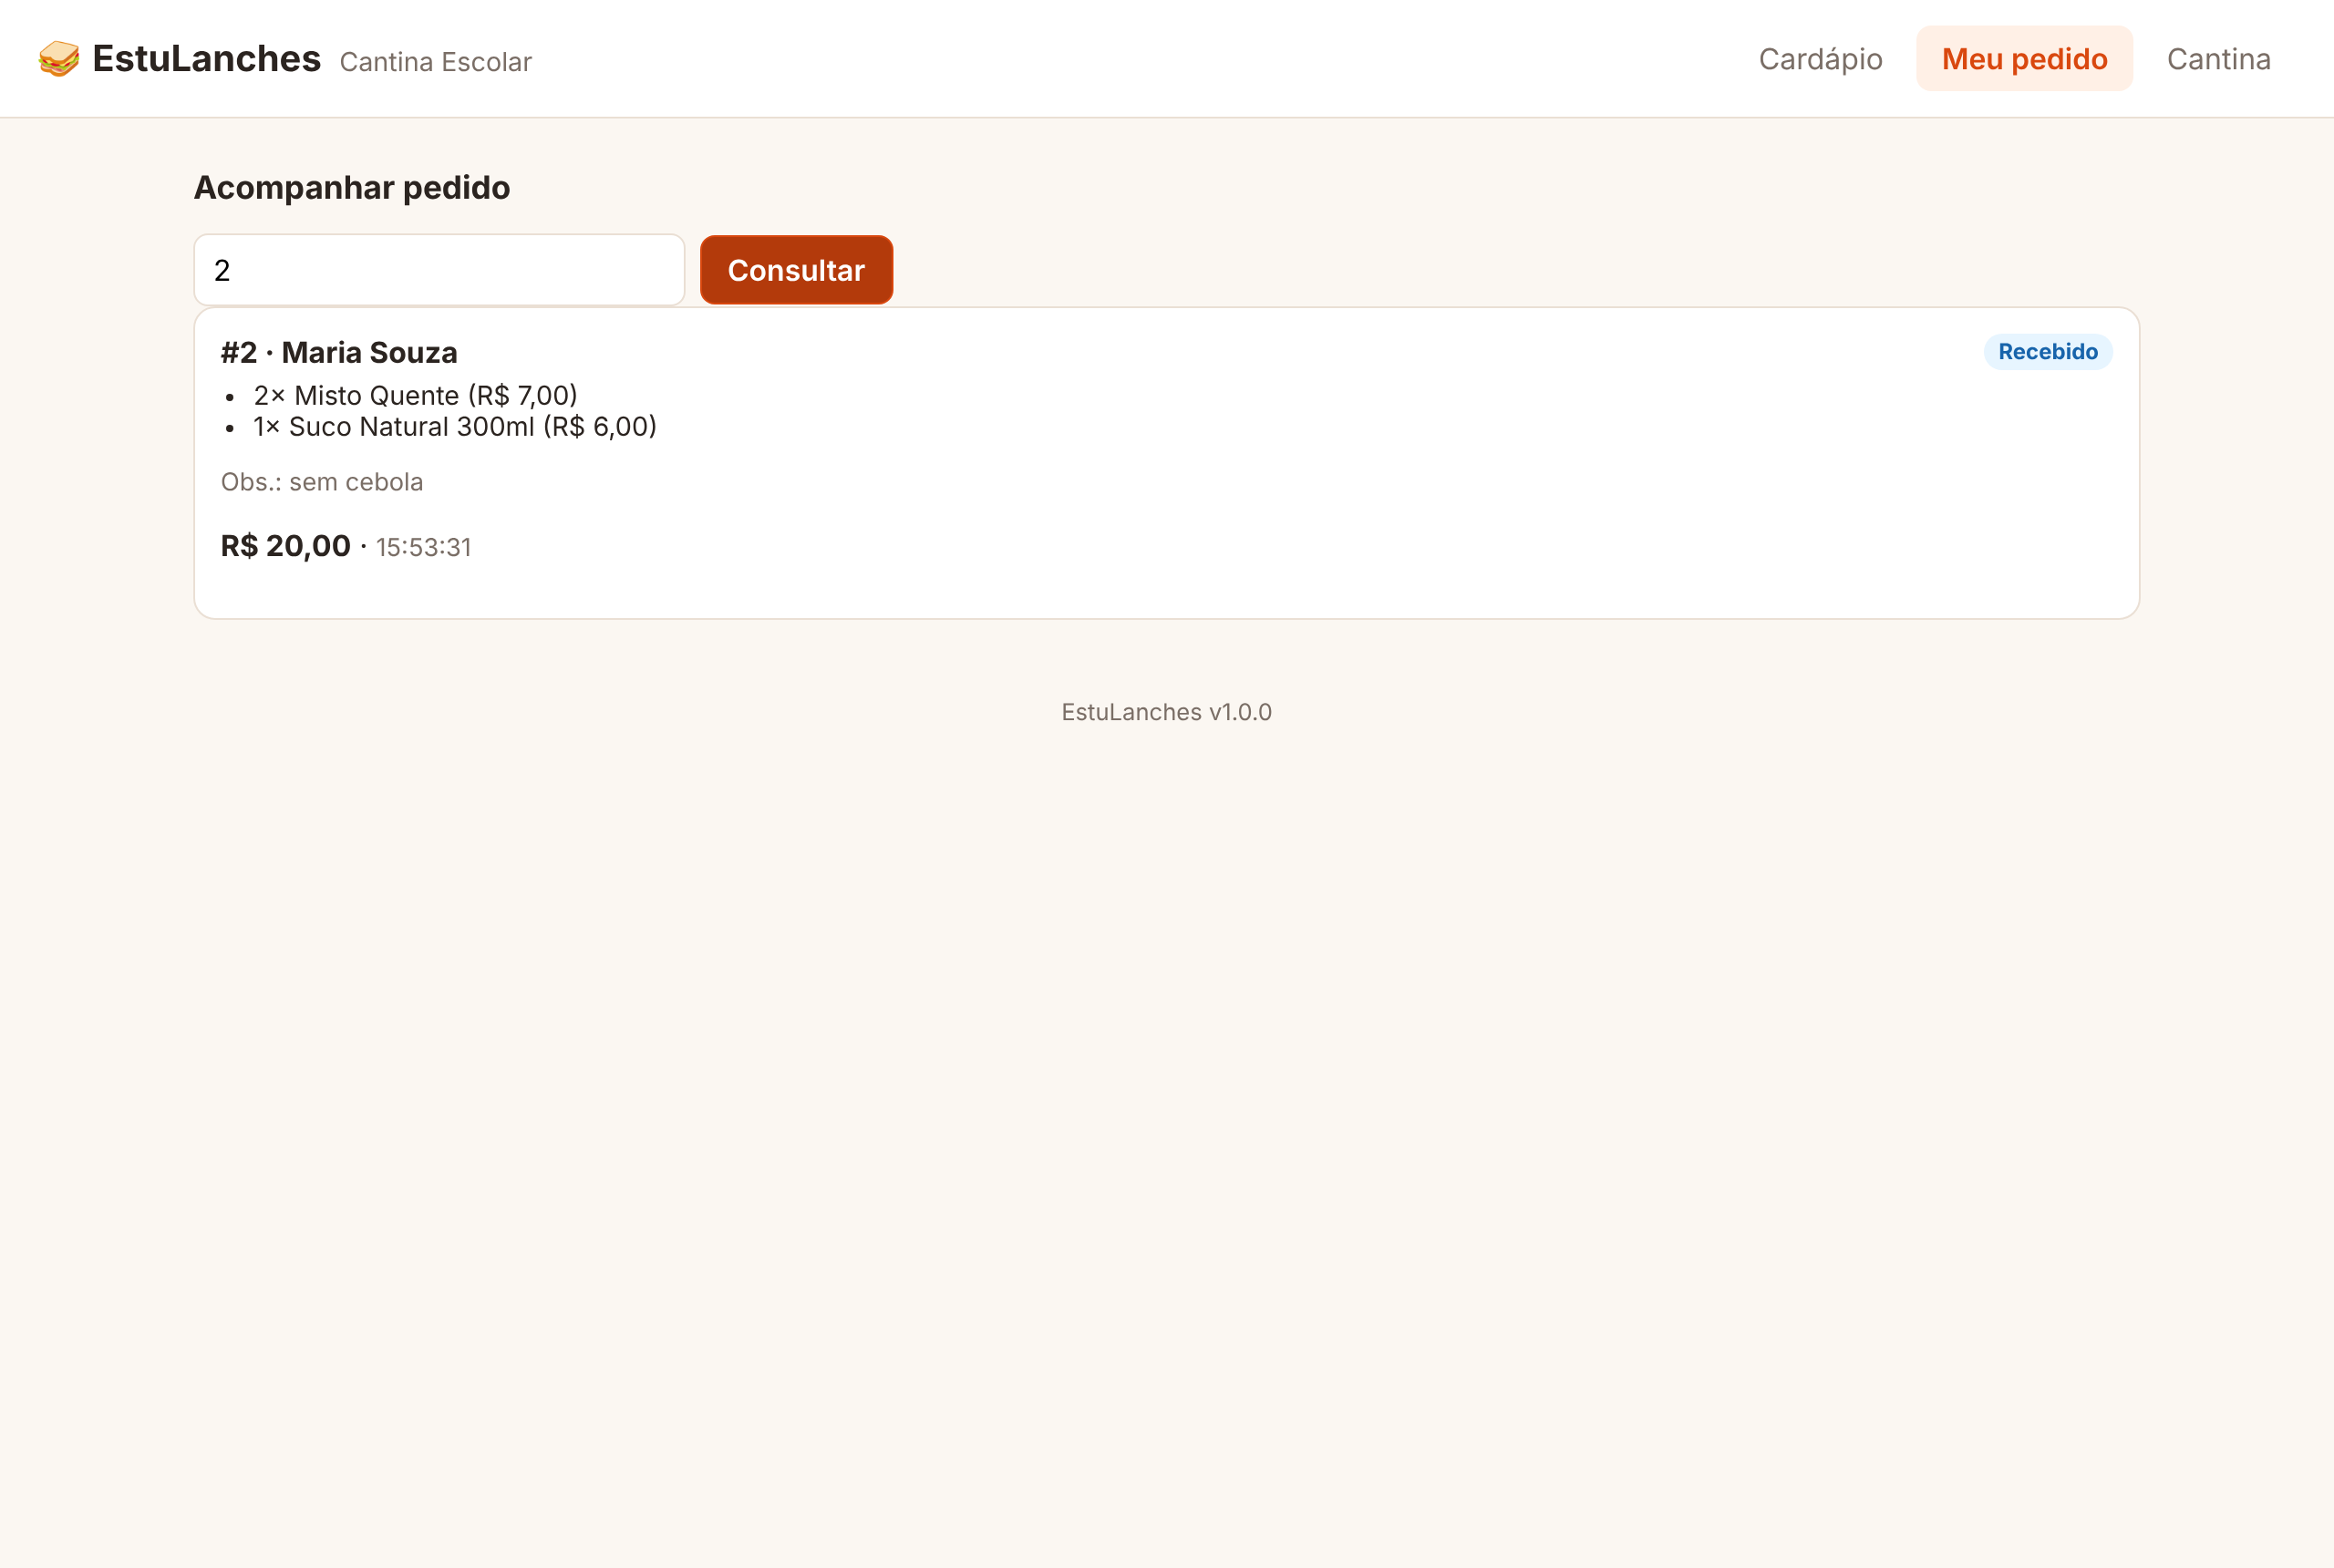 EstuLanches Cantina Escolar Cardápio Meu pedido Cantina
Acompanhar pedido
2 Consultar
#2 · Maria Souza Recebido
• 2× Misto Quente (R$ 7,00)
• 1× Suco Natural 300ml (R$ 6,00)
Obs.: sem cebola
R$ 20,00 · 15:53:31
EstuLanches v1.0.0